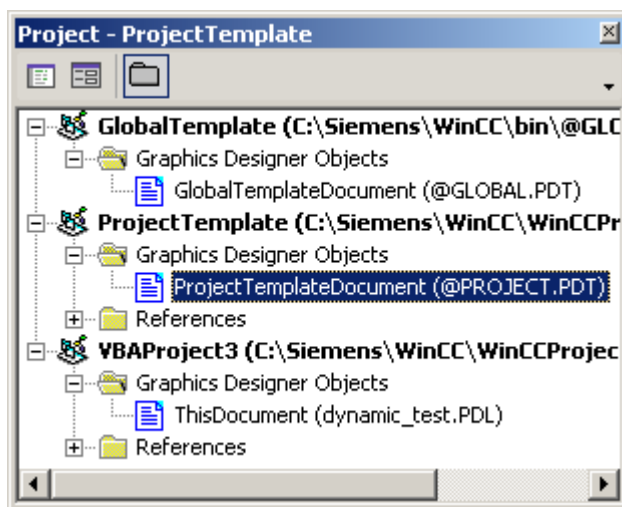 Project - ProjectTemplate
GlobalTemplate (C:\Siemens\WinCC\bin\@GLC
Graphics Designer Objects
GlobalTemplateDocument (@GLOBAL.PDT)
ProjectTemplate (C:\Siemens\WinCC\WinCCPr
Graphics Designer Objects
ProjectTemplateDocument (@PROJECT.PDT)
References
VBAProject3 (C:\Siemens\WinCC\WinCCProjec
Graphics Designer Objects
ThisDocument (dynamic_test.PDL)
References